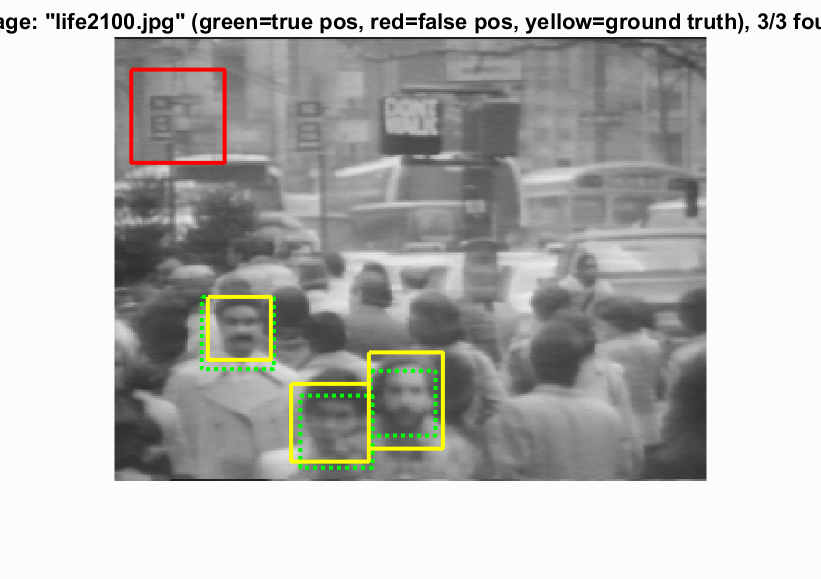 age: "life2100.jpg" (green=true pos, red=false pos, yellow=ground truth), 3/3 fou
DONT
WALK